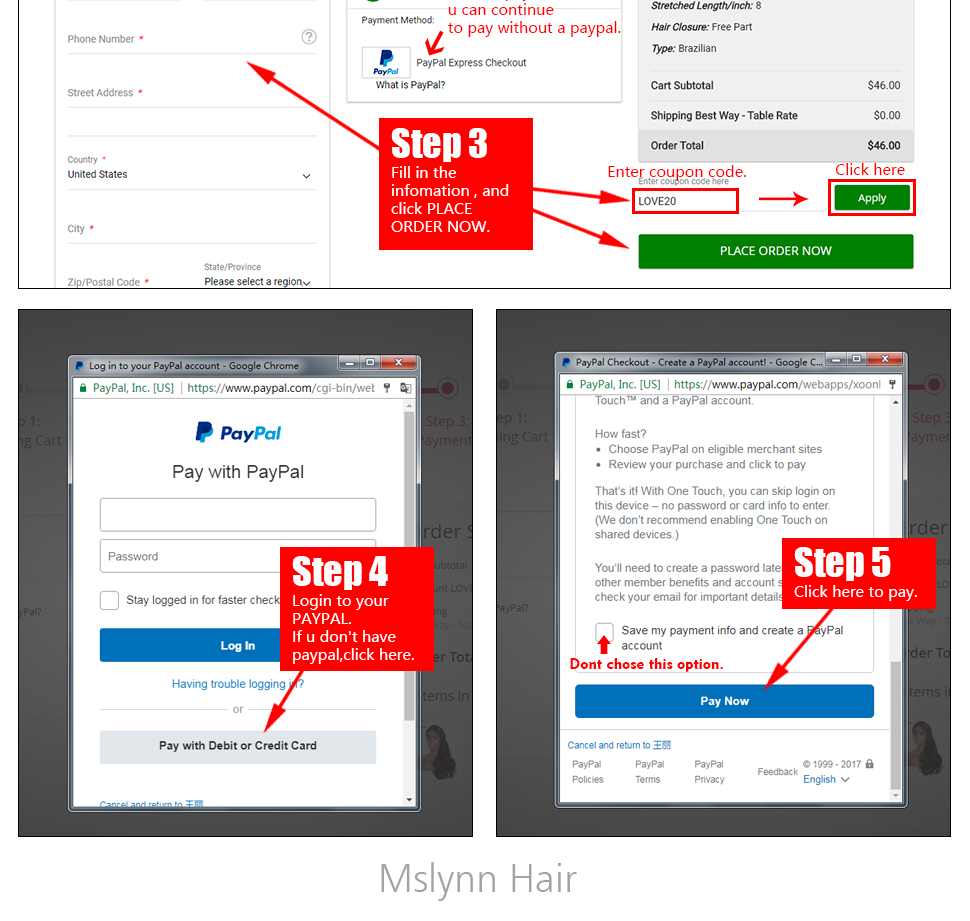 Stretched Length/inch: 8
Hair Closure: Free Part
Type: Brazilian
Payment Method:
u can continue
to pay without a paypal.
Phone Number *
?
PayPal
PayPal Express Checkout
What is PayPal?
Cart Subtotal $46.00
Shipping Best Way - Table Rate $0.00
Order Total $46.00
Street Address *
Step 3
Fill in the
infomation , and
click PLACE
ORDER NOW.
Country *
United States
Enter coupon code.
Click here
Enter coupon code here
LOVE20
Apply
City *
PLACE ORDER NOW
State/Province
Zip/Postal Code *
Please select a region
Log in to your PayPal account - Google Chrome
PayPal, Inc. [US] | https://www.paypal.com/cgi-bin/web
p 1:
ing Cart
Step 3:
Payment
PayPal
Pay with PayPal
Password
Stay logged in for faster check
Step 4
Login to your
PAYPAL.
If u don't have
paypal,click here.
Log In
Having trouble logging in?
or
Pay with Debit or Credit Card
Cancel and return to 王丽
rder S
ubtotal
unt LOVE
Way - Tab
rder Tota
tems in
yPal?
PayPal Checkout - Create a PayPal account! - Google C...
PayPal, Inc. [US] | https://www.paypal.com/webapps/xoonl
p 1:
ing Cart
Step 3
Paymen
Touch™ and a PayPal account.
How fast?
• Choose PayPal on eligible merchant sites
• Review your purchase and click to pay
That's it! With One Touch, you can skip login on
this device – no password or card info to enter.
(We don't recommend enabling One Touch on
shared devices.)
You'll need to create a password late
other member benefits and account s
check your email for important details
Step 5
Click here to pay.
Save my payment info and create a PayPal
account
Dont chose this option.
Pay Now
Cancel and return to 王丽
PayPal
Policies
PayPal
Terms
PayPal
Privacy
Feedback
© 1999 - 2017
English
yPal?
rder
ubtotal
unt LOV
Way - Ta
rder Tot
tems in
Mslynn Hair